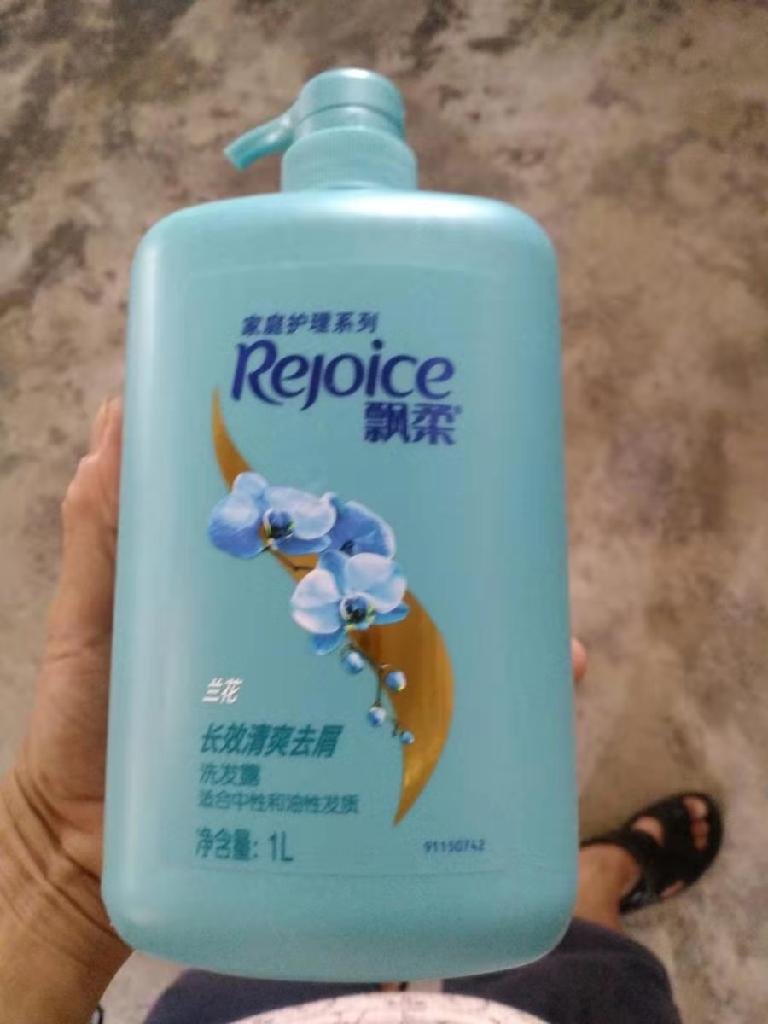 家庭护理系列
Rejoice
飘柔®
兰花
长效清爽去屑
洗发露
适合中性和油性发质
净含量：1L
91150742